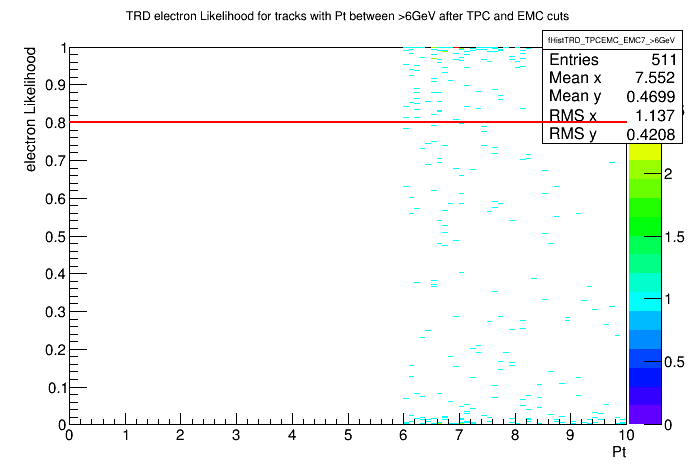 TRD electron Likelihood for tracks with Pt between >6GeV after TPC and EMC cuts
fHistTRD_TPCEMC_EMC7_>6GeV
Entries 511
Mean x 7.552
Mean y 0.4699
RMS x 1.137
RMS y 0.4208
electron Likelihood
1
0.9
0.8
0.7
0.6
0.5
0.4
0.3
0.2
0.1
0
0 1 2 3 4 5 6 7 8 9 10
Pt
2
1.5
1
0.5
0